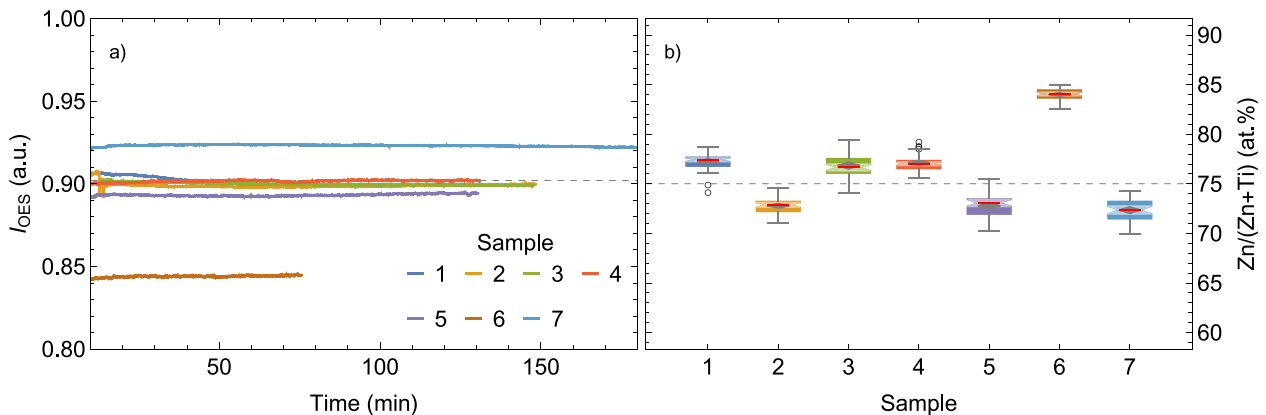 a)
I_OES (a.u.)
1.00
0.95
0.90
0.85
0.80
Sample
1 2 3 4
5 6 7
50 100 150
Time (min)
b)
90
85
80
75
70
65
60
Zn/(Zn+Ti) (at.%)
1 2 3 4 5 6 7
Sample